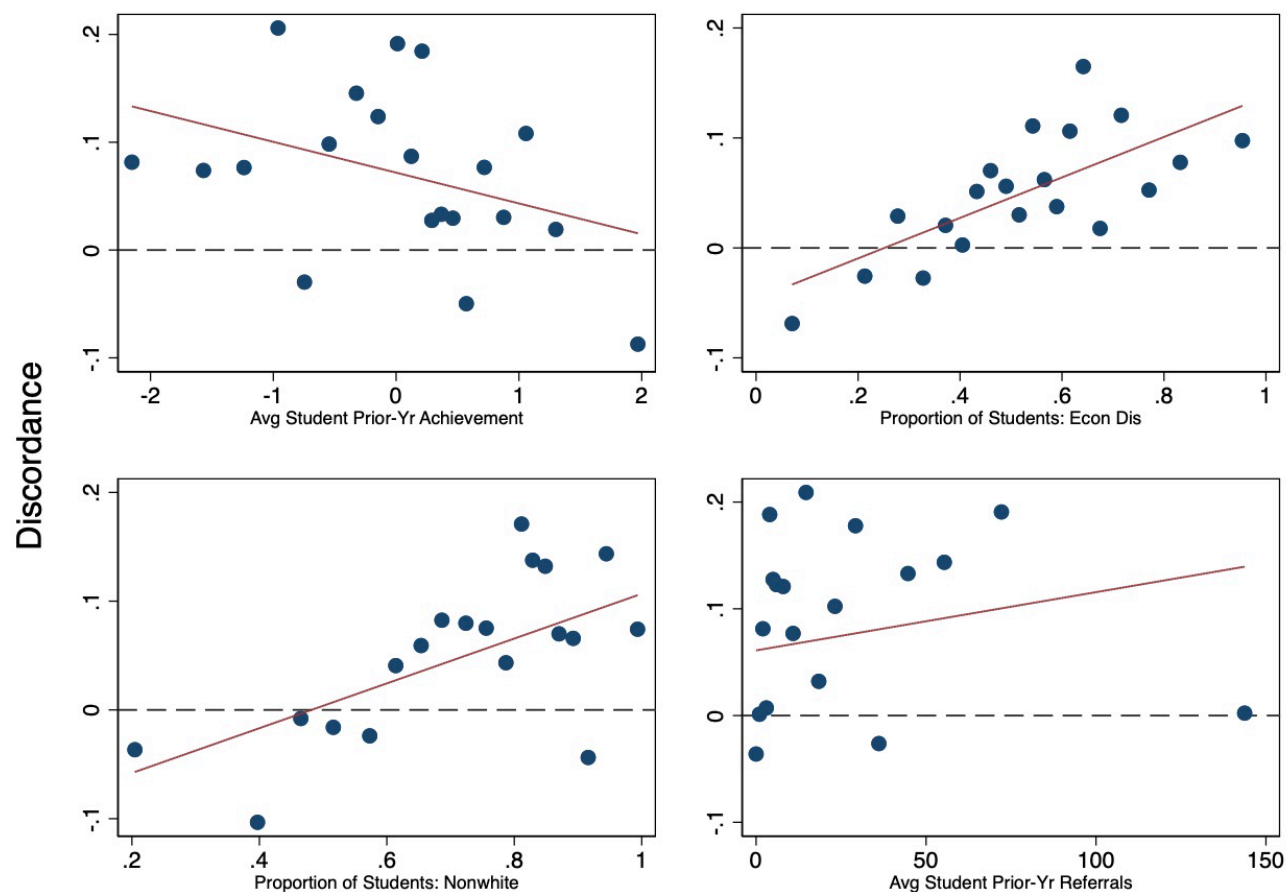 Discordance
.2
.1
0
-.1
-2 -1 0 1 2
Avg Student Prior-Yr Achievement
.2
.1
0
-.1
0 .2 .4 .6 .8 1
Proportion of Students: Econ Dis
.2
.1
0
-.1
.2 .4 .6 .8 1
Proportion of Students: Nonwhite
.2
.1
0
-.1
0 50 100 150
Avg Student Prior-Yr Referrals